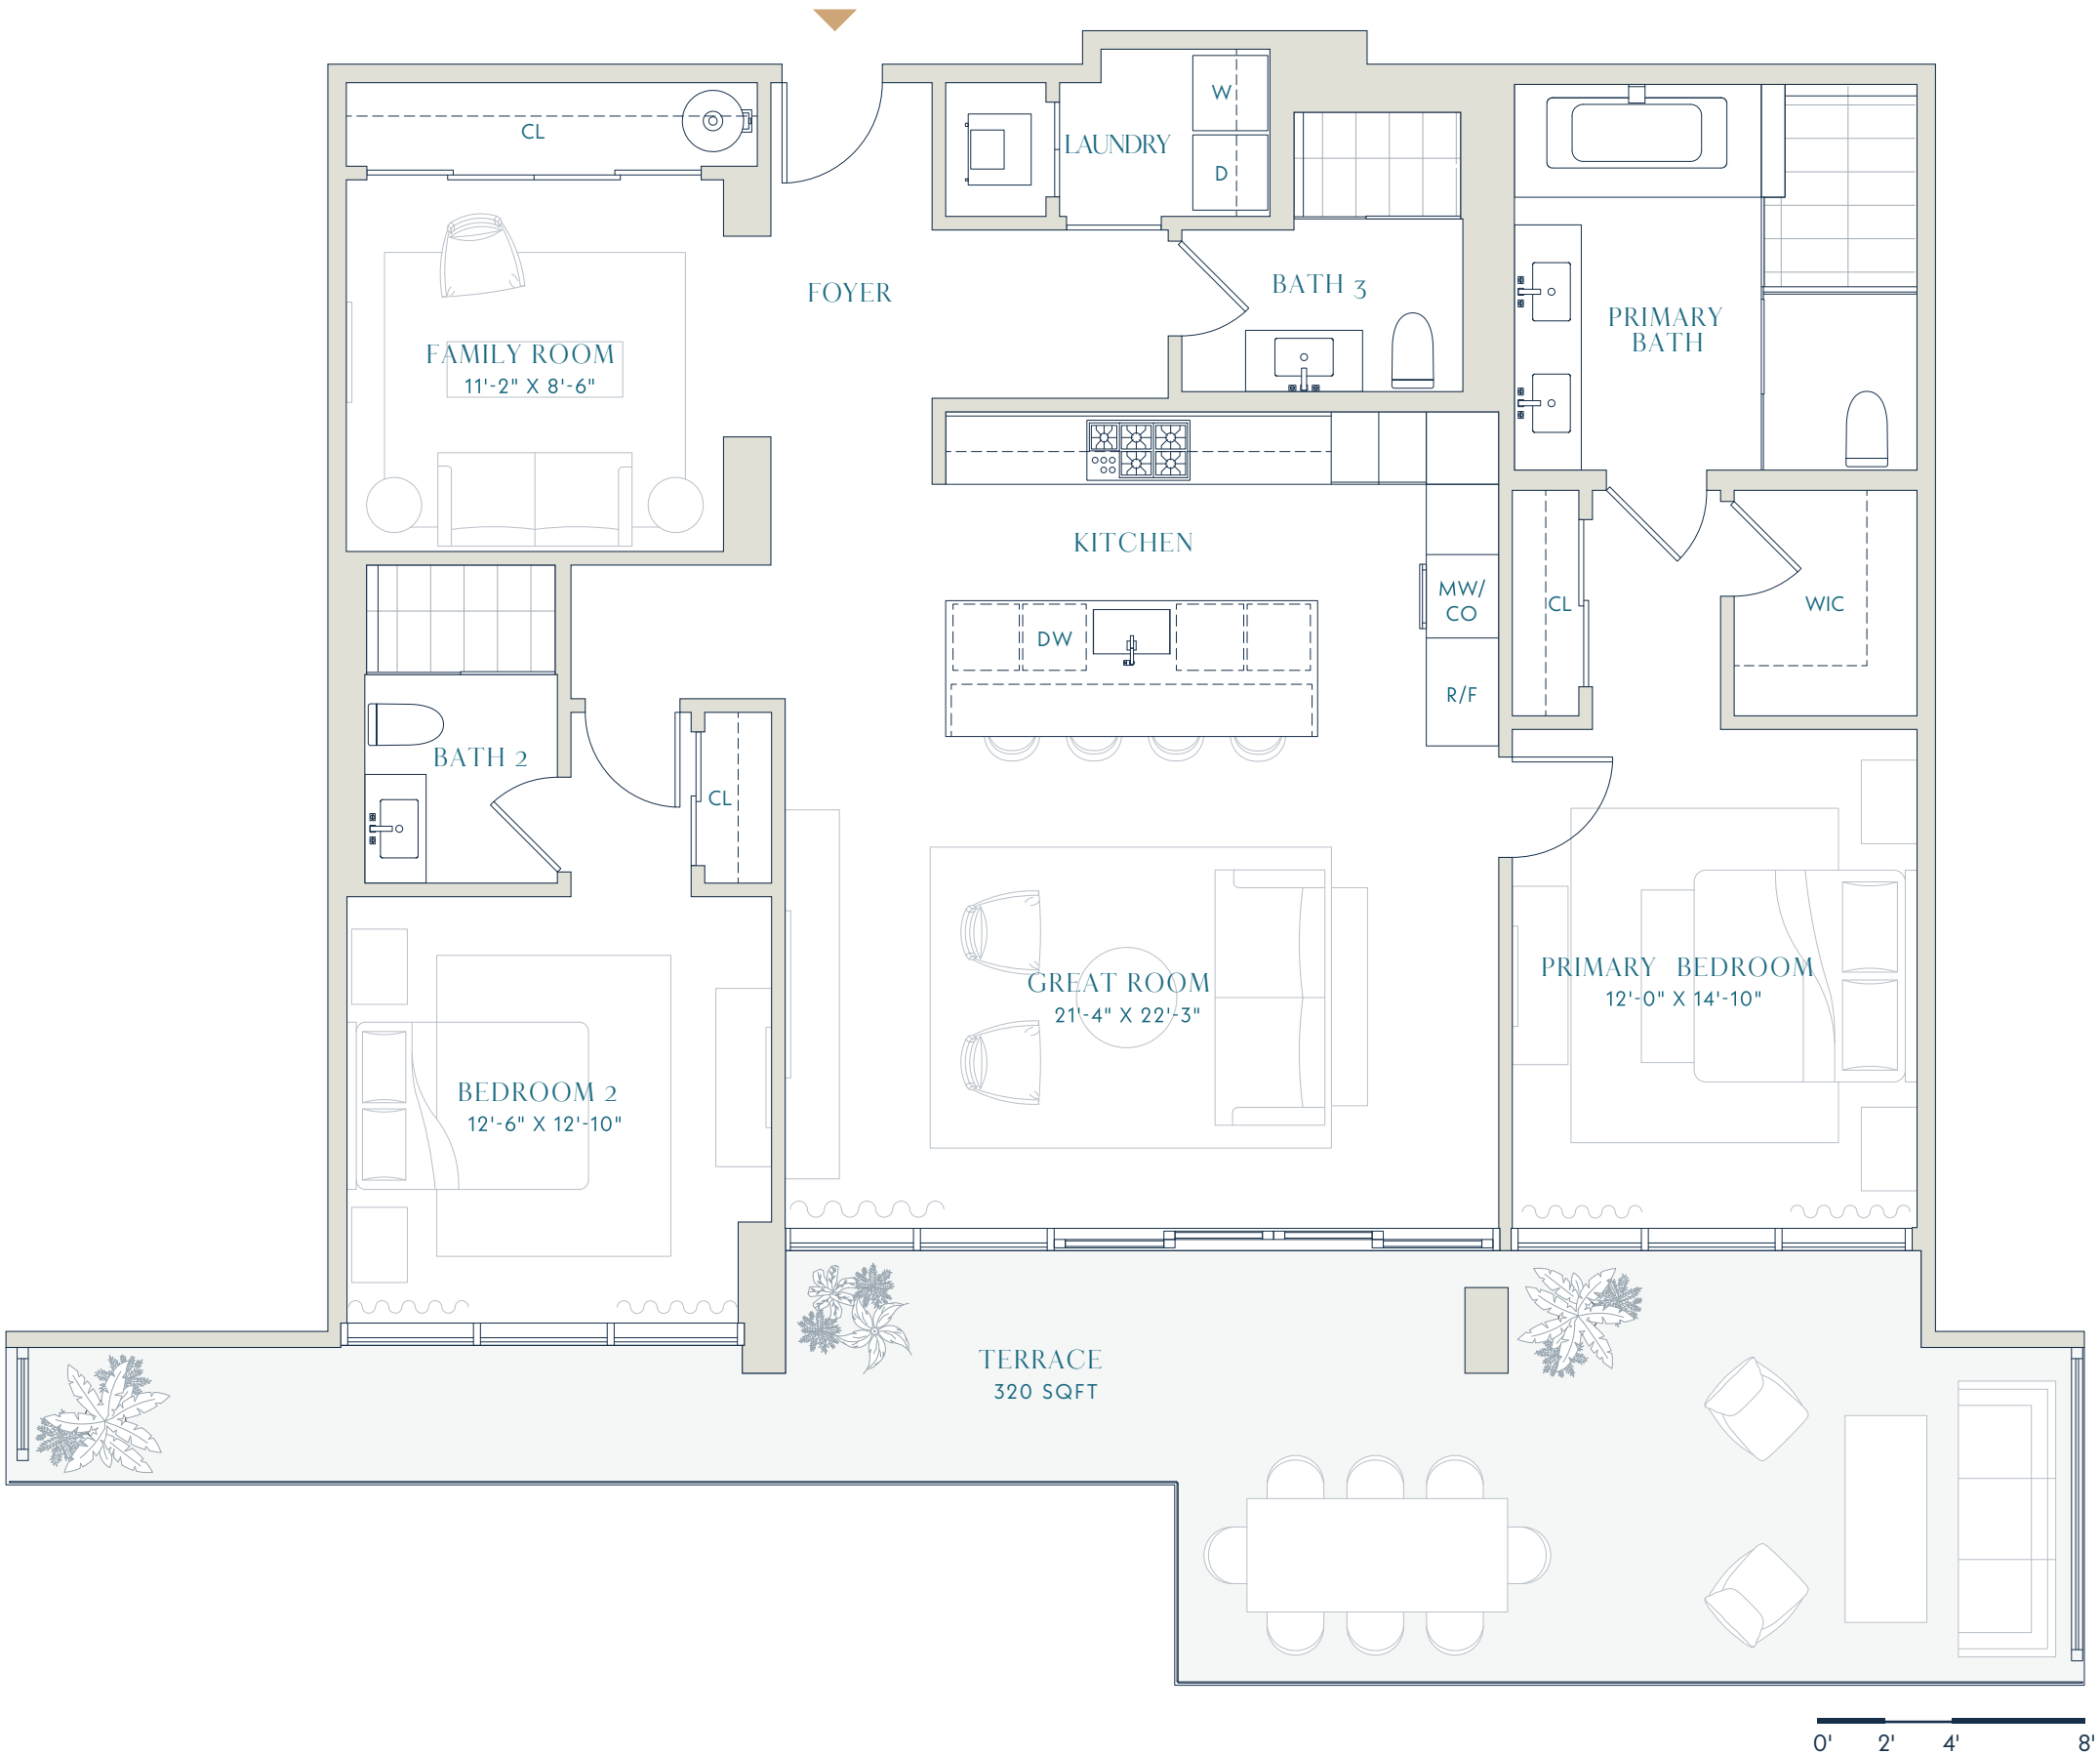 W
CL
LAUNDRY
D
BATH 3
FOYER
PRIMARY
BATH
FAMILY ROOM
11'-2" X 8'-6"
KITCHEN
MW/
CO
CL
WIC
DW
R/F
BATH 2
CL
PRIMARY BEDROOM
12'-0" X 14'-10"
GREAT ROOM
21'-4" X 22'-3"
BEDROOM 2
12'-6" X 12'-10"
TERRACE
320 SQFT
0' 2' 4' 8'